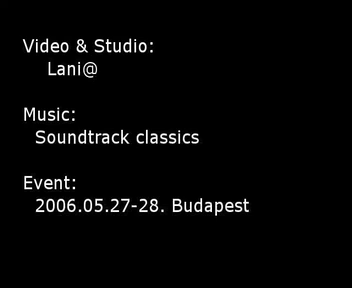 Video & Studio:
Lani@
Music:
Soundtrack classics
Event:
2006.05.27-28. Budapest